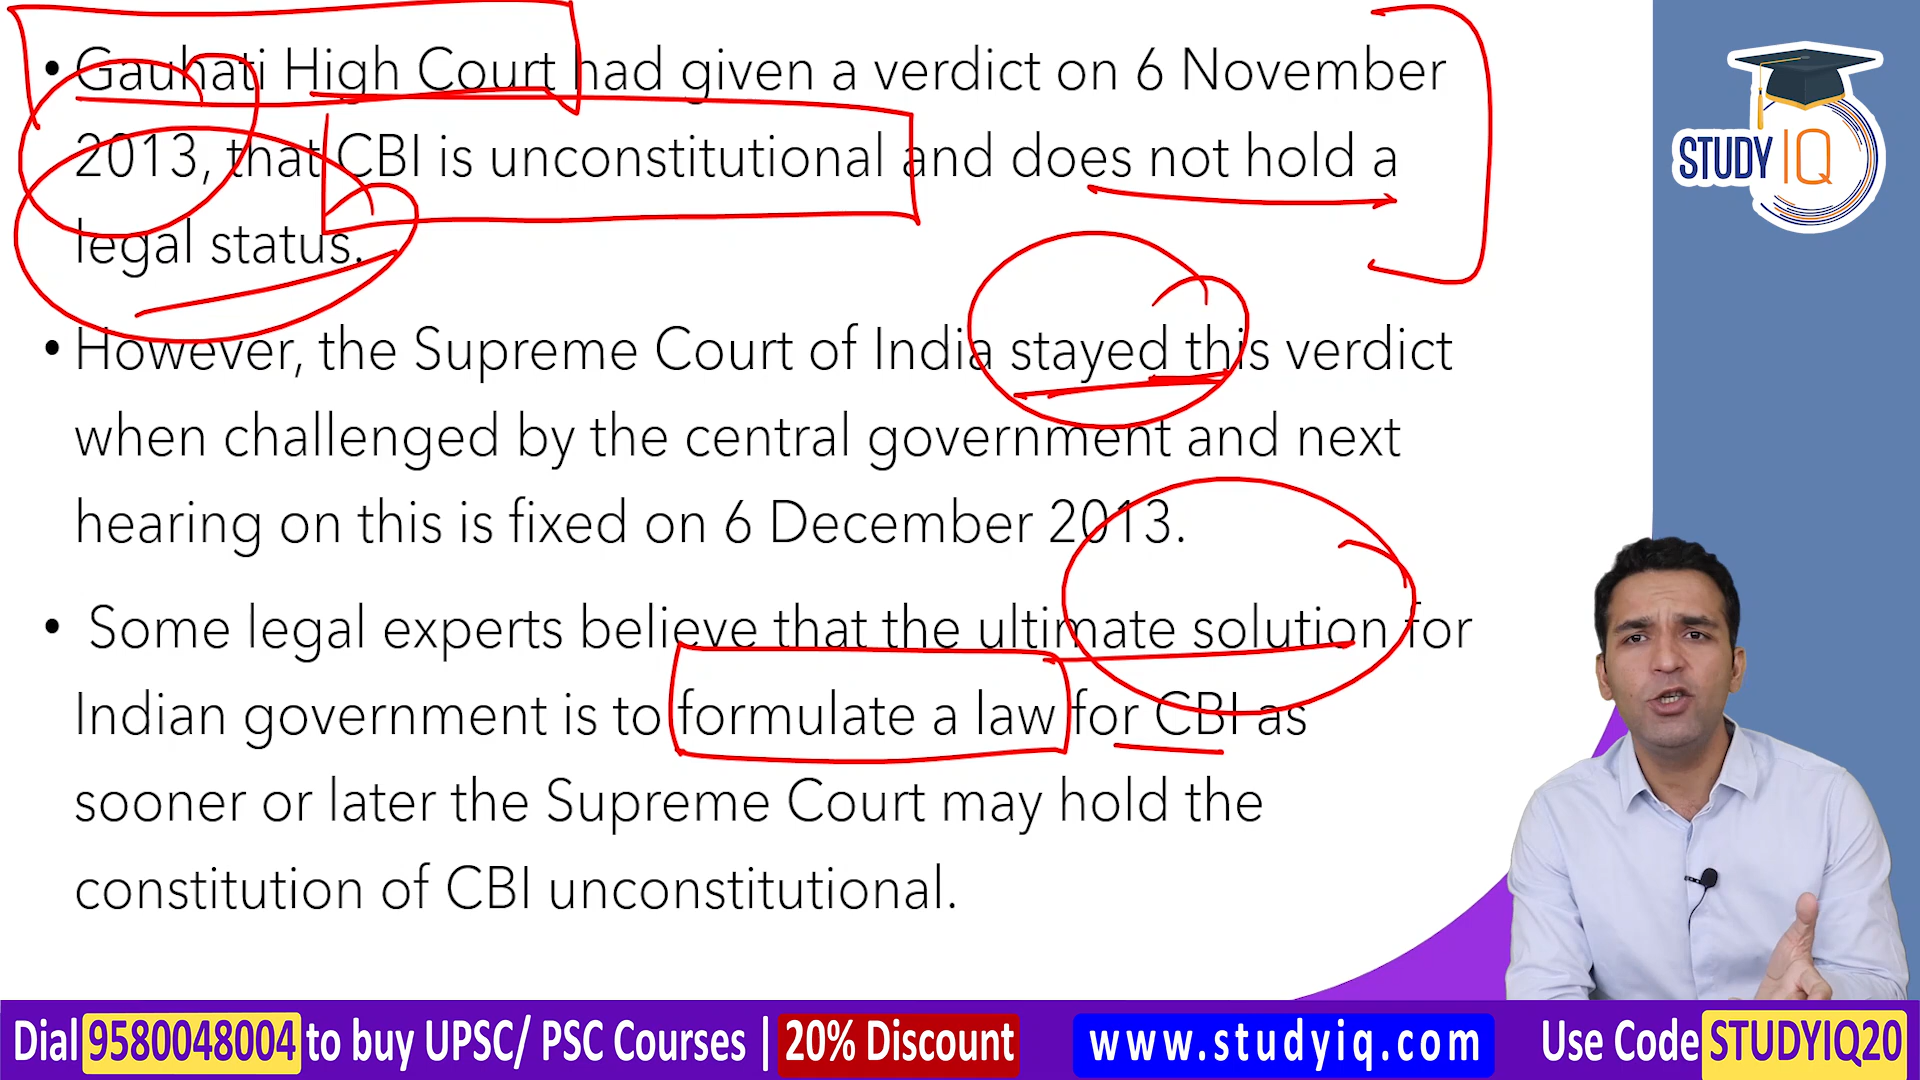 • Gauhati High Court had given a verdict on 6 November
2013, that CBI is unconstitutional and does not hold a
legal status.
• However, the Supreme Court of India stayed this verdict
when challenged by the central government and next
hearing on this is fixed on 6 December 2013.
• Some legal experts believe that the ultimate solution for
Indian government is to formulate a law for CBI as
sooner or later the Supreme Court may hold the
constitution of CBI unconstitutional.
STUDY IQ
Dial 9580048004 to buy UPSC/ PSC Courses | 20% Discount www.studyiq.com Use Code STUDYIQ20